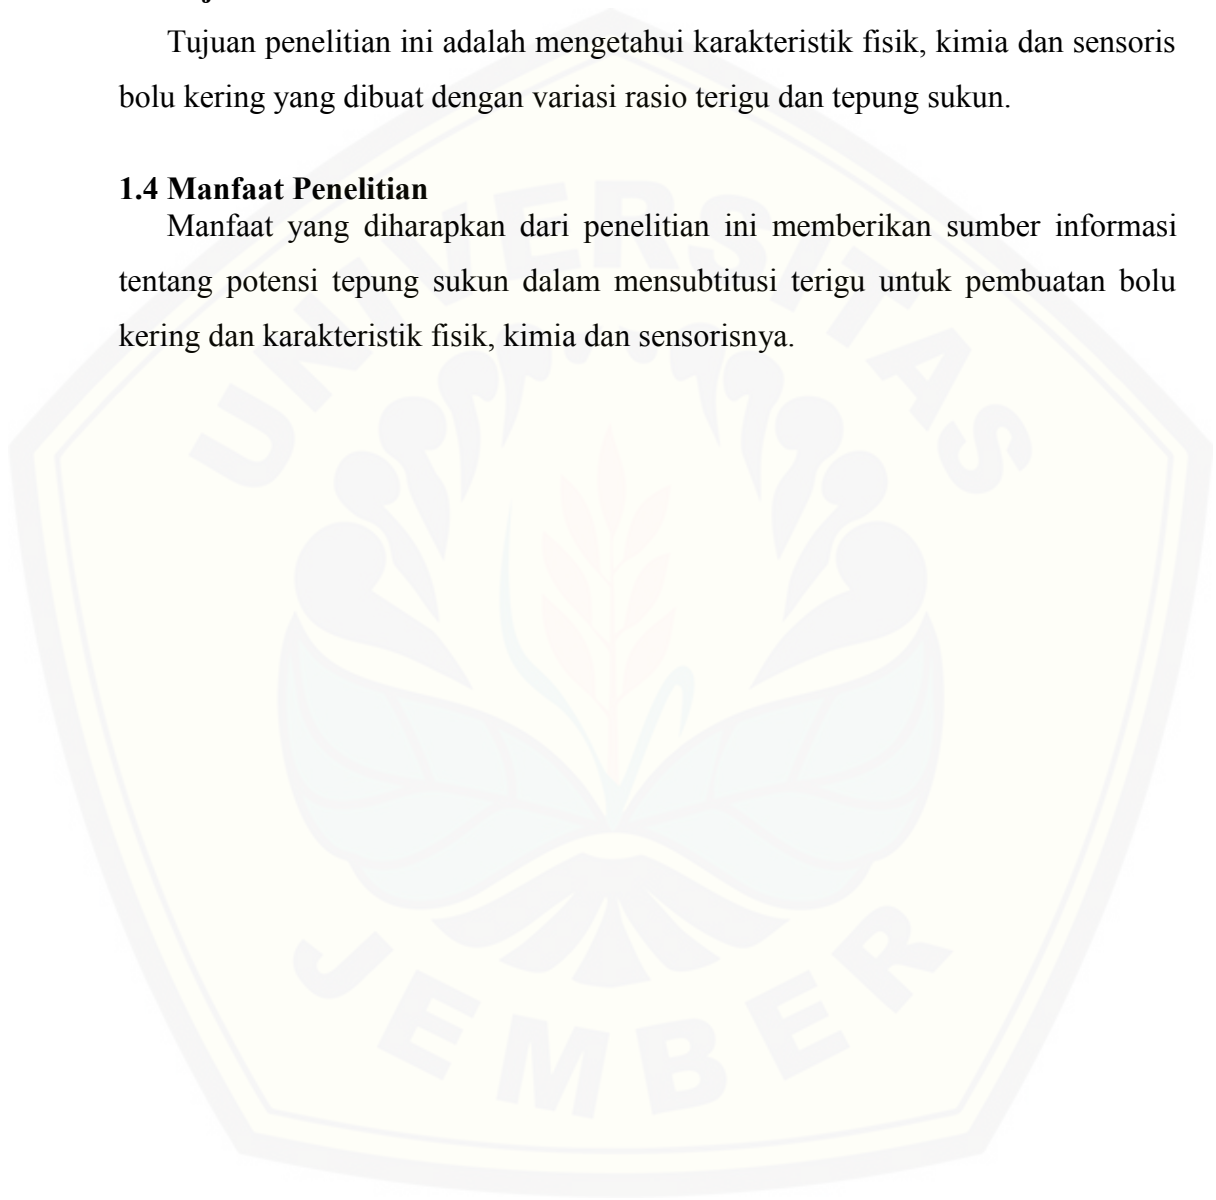 Tujuan penelitian ini adalah mengetahui karakteristik fisik, kimia dan sensoris
bolu kering yang dibuat dengan variasi rasio terigu dan tepung sukun.
1.4 Manfaat Penelitian
Manfaat yang diharapkan dari penelitian ini memberikan sumber informasi
tentang potensi tepung sukun dalam mensubtitusi terigu untuk pembuatan bolu
kering dan karakteristik fisik, kimia dan sensorisnya.
UNIVERSITAS
JEMBER